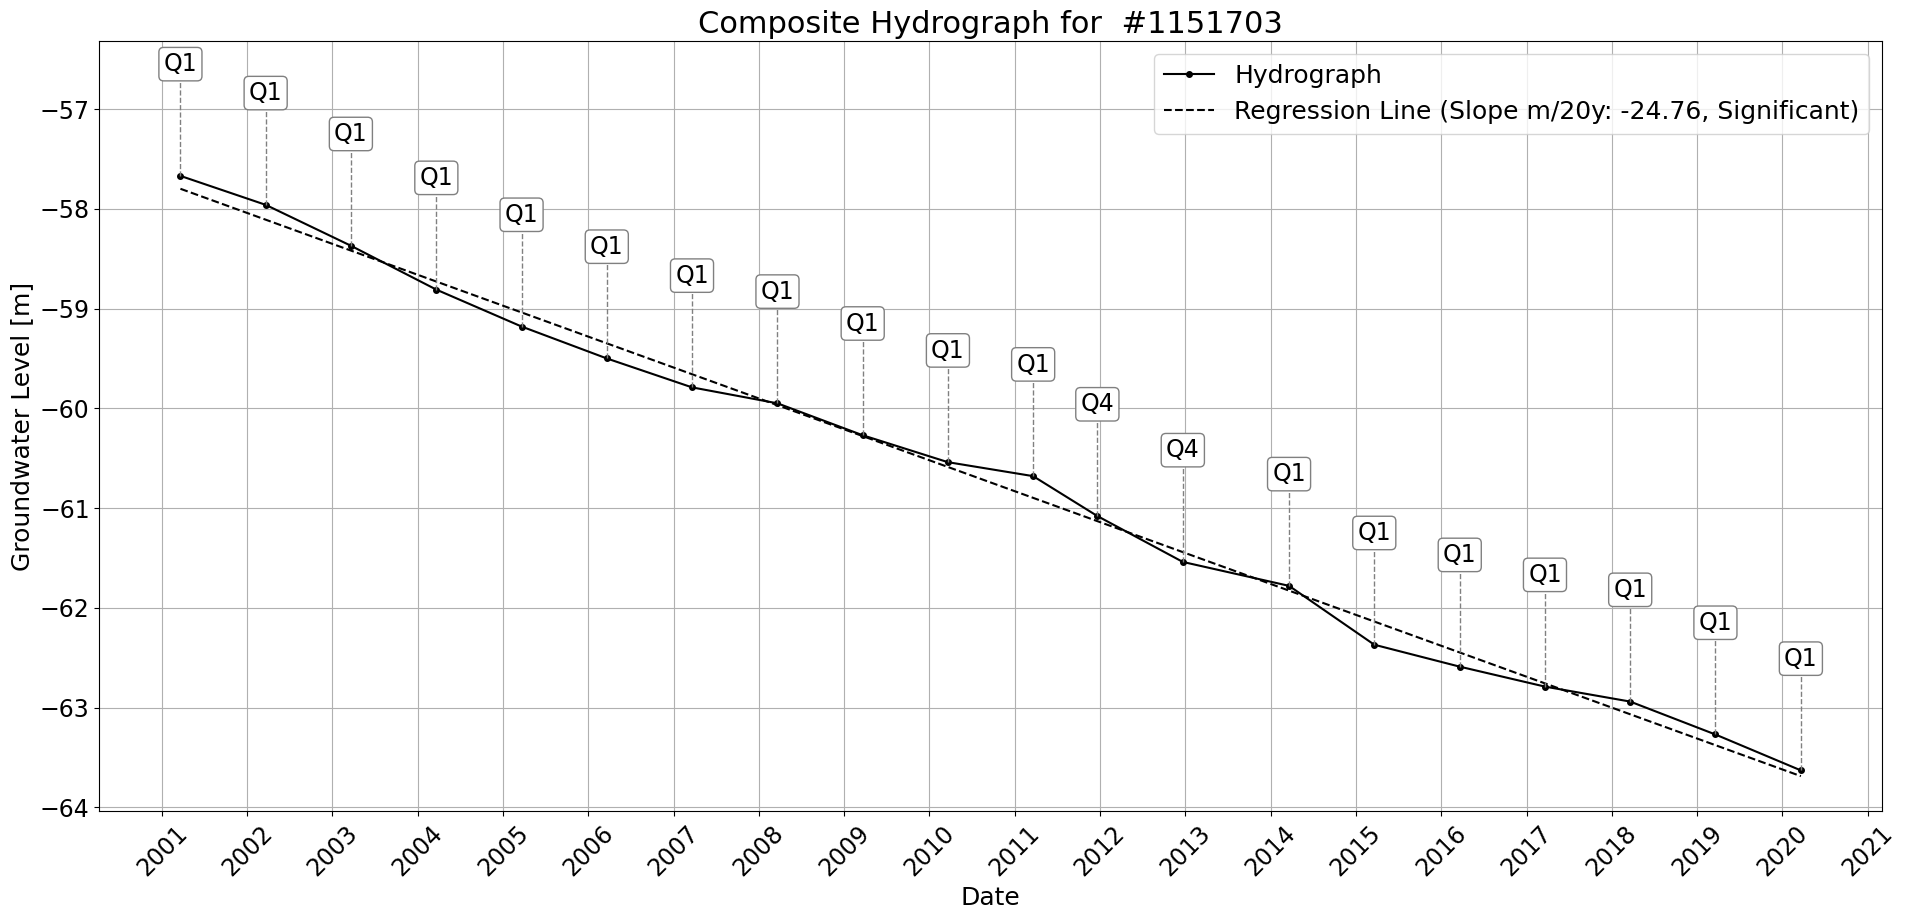 Composite Hydrograph for  #1151703
Hydrograph
Regression Line (Slope m/20y: -24.76, Significant)
Q1
Q1
Q1
Q1
Q1
Q1
Q1
Q1
Q1
Q1
Q1
Q4
Q4
Q1
Q1
Q1
Q1
Q1
Q1
Q1
Groundwater Level [m]
−57
−58
−59
−60
−61
−62
−63
−64
2001 2002 2003 2004 2005 2006 2007 2008 2009 2010 2011 2012 2013 2014 2015 2016 2017 2018 2019 2020 2021
Date